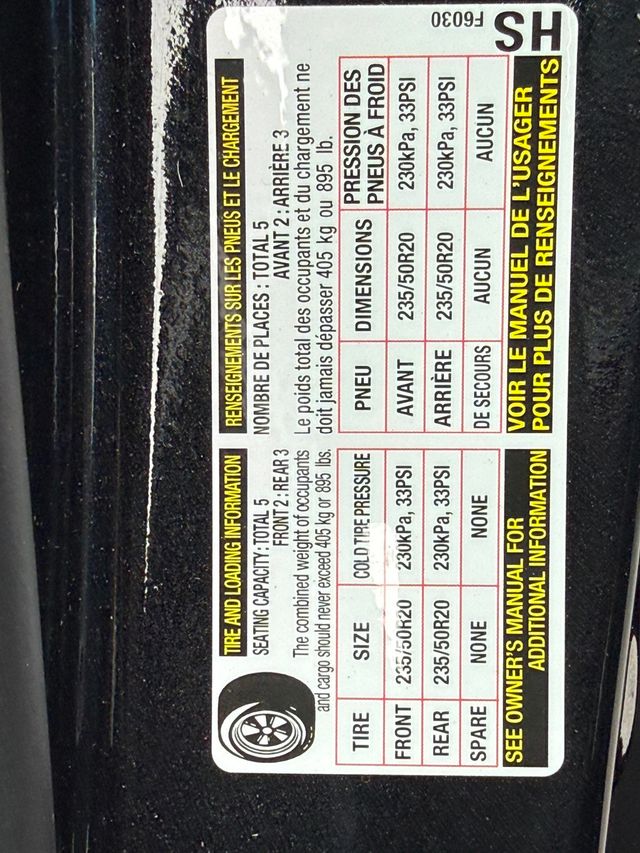 TIRE AND LOADING INFORMATION
SEATING CAPACITY: TOTAL 5
FRONT 2 : REAR 3
The combined weight of occupants
and cargo should never exceed 405 kg or 895 lbs.
TIRE SIZE COLD TIRE PRESSURE
FRONT 235/50R20 230kPa, 33PSI
REAR 235/50R20 230kPa, 33PSI
SPARE NONE NONE
SEE OWNER'S MANUAL FOR
ADDITIONAL INFORMATION
RENSEIGNEMENTS SUR LES PNEUS ET LE CHARGEMENT
NOMBRE DE PLACES : TOTAL 5
AVANT 2 : ARRIÈRE 3
Le poids total des occupants et du chargement ne
doit jamais dépasser 405 kg ou 895 lb.
PNEU DIMENSIONS PRESSION DES
PNEUS À FROID
AVANT 235/50R20 230kPa, 33PSI
ARRIÈRE 235/50R20 230kPa, 33PSI
DE SECOURS AUCUN AUCUN
VOIR LE MANUEL DE L'USAGER
POUR PLUS DE RENSEIGNEMENTS
F6030
HS